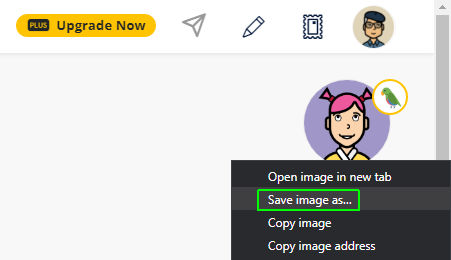 PLUS Upgrade Now
Open image in new tab
Save image as...
Copy image
Copy image address